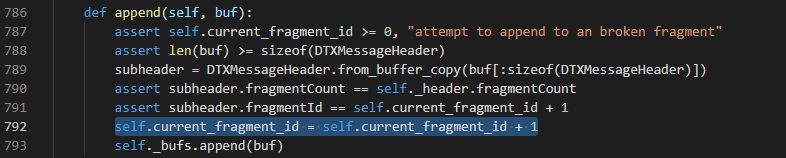 786 def append(self, buf):
787 assert self.current_fragment_id >= 0, "attempt to append to an broken fragment"
788 assert len(buf) >= sizeof(DTXMessageHeader)
789 subheader = DTXMessageHeader.from_buffer_copy(buf[:sizeof(DTXMessageHeader)])
790 assert subheader.fragmentCount == self._header.fragmentCount
791 assert subheader.fragmentId == self.current_fragment_id + 1
792 self.current_fragment_id = self.current_fragment_id + 1
793 self._bufs.append(buf)